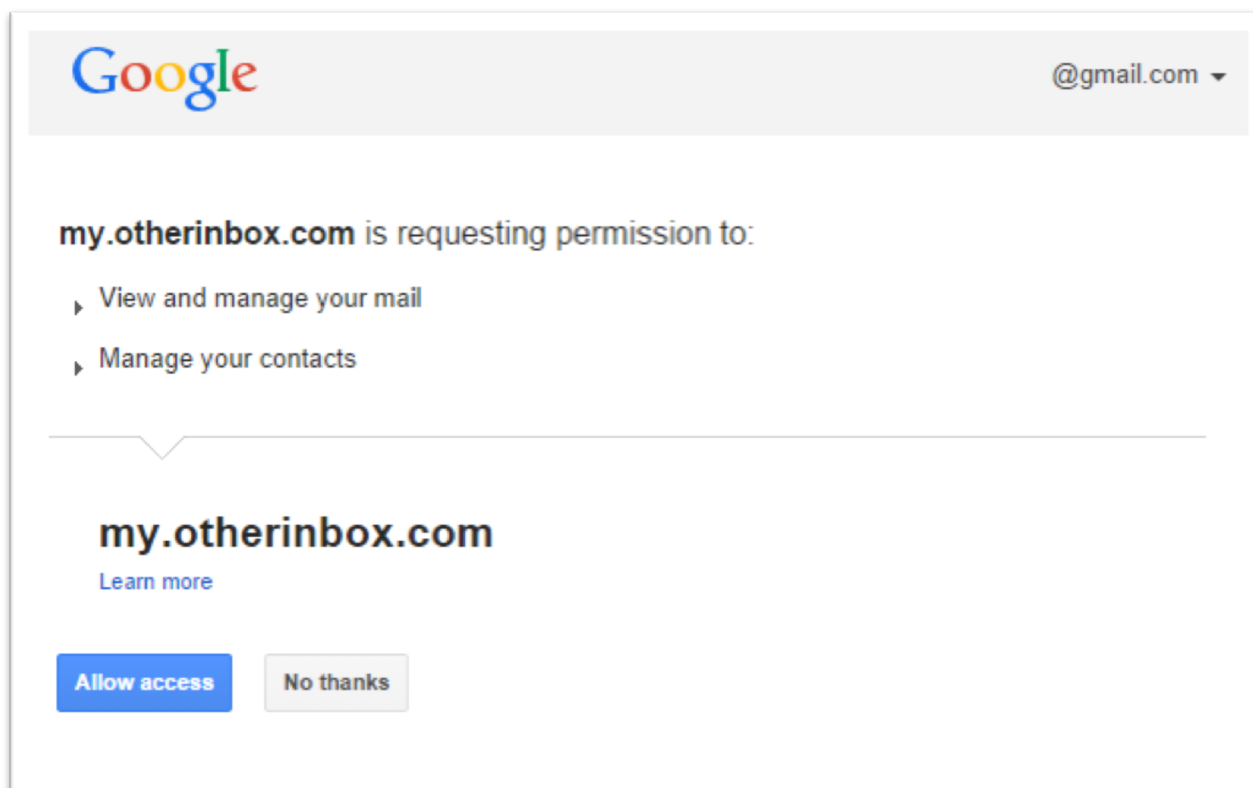 Google
@gmail.com
my.otherinbox.com is requesting permission to:
View and manage your mail
Manage your contacts
my.otherinbox.com
Learn more
Allow access
No thanks